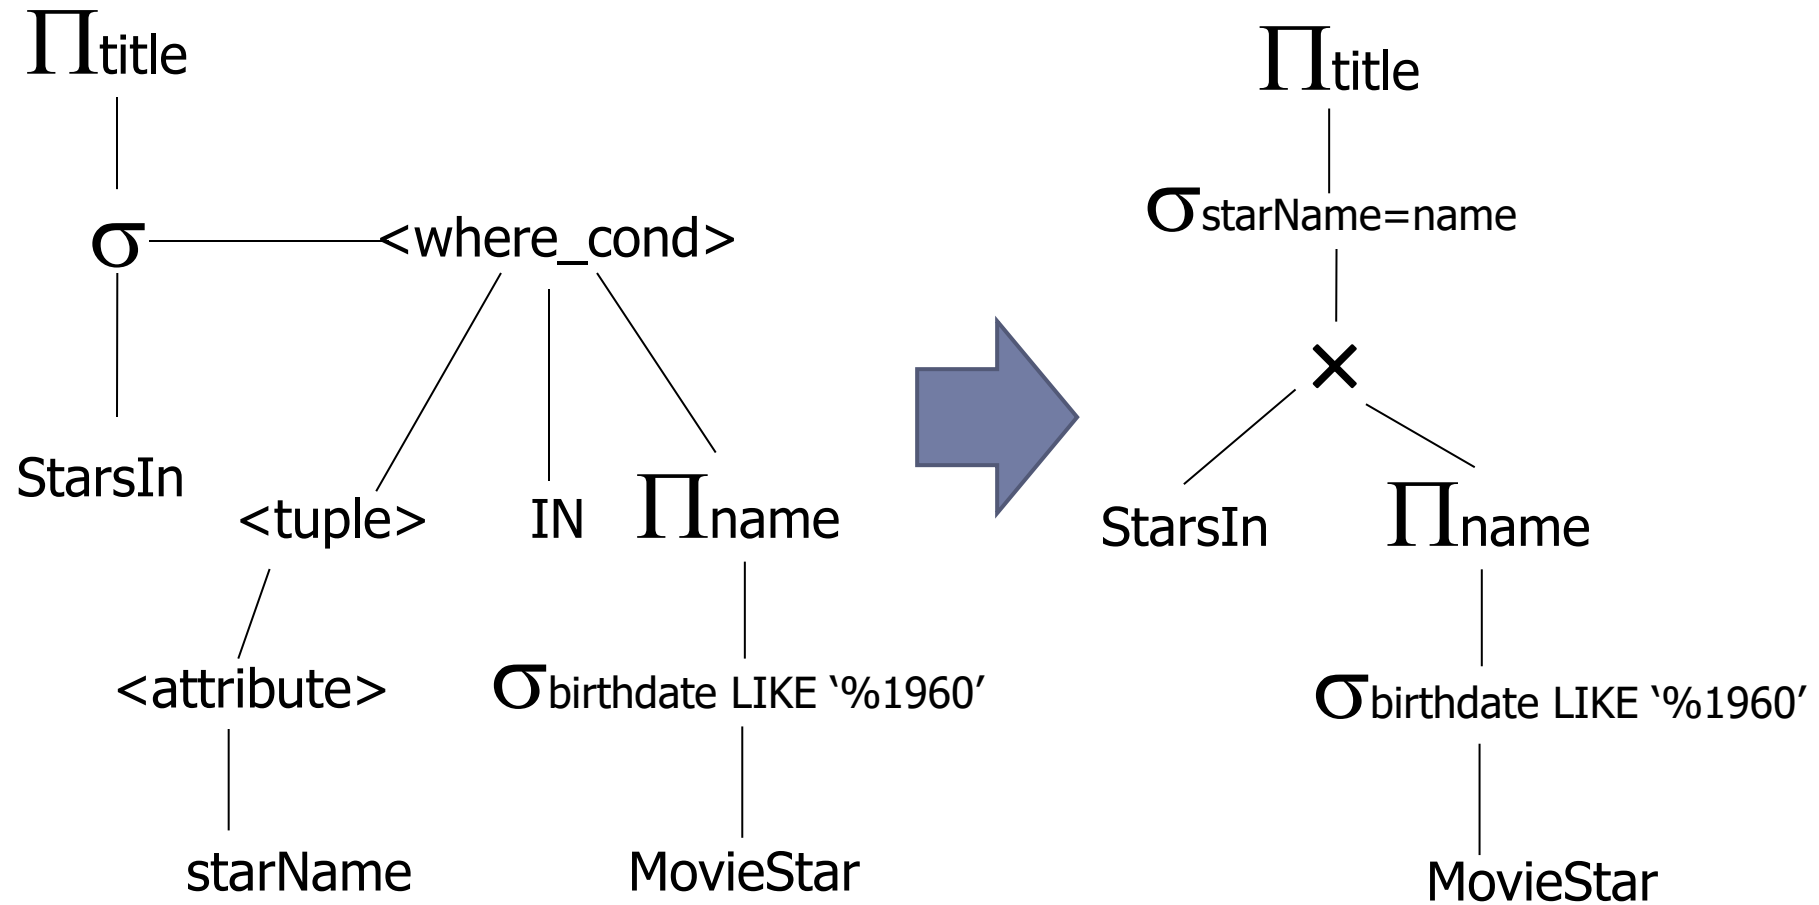 Πtitle
σ <where_cond>
StarsIn
<tuple> IN Πname
<attribute> σbirthdate LIKE ‘%1960’
starName MovieStar
Πtitle
σstarName=name
×
StarsIn Πname
σbirthdate LIKE ‘%1960’
MovieStar